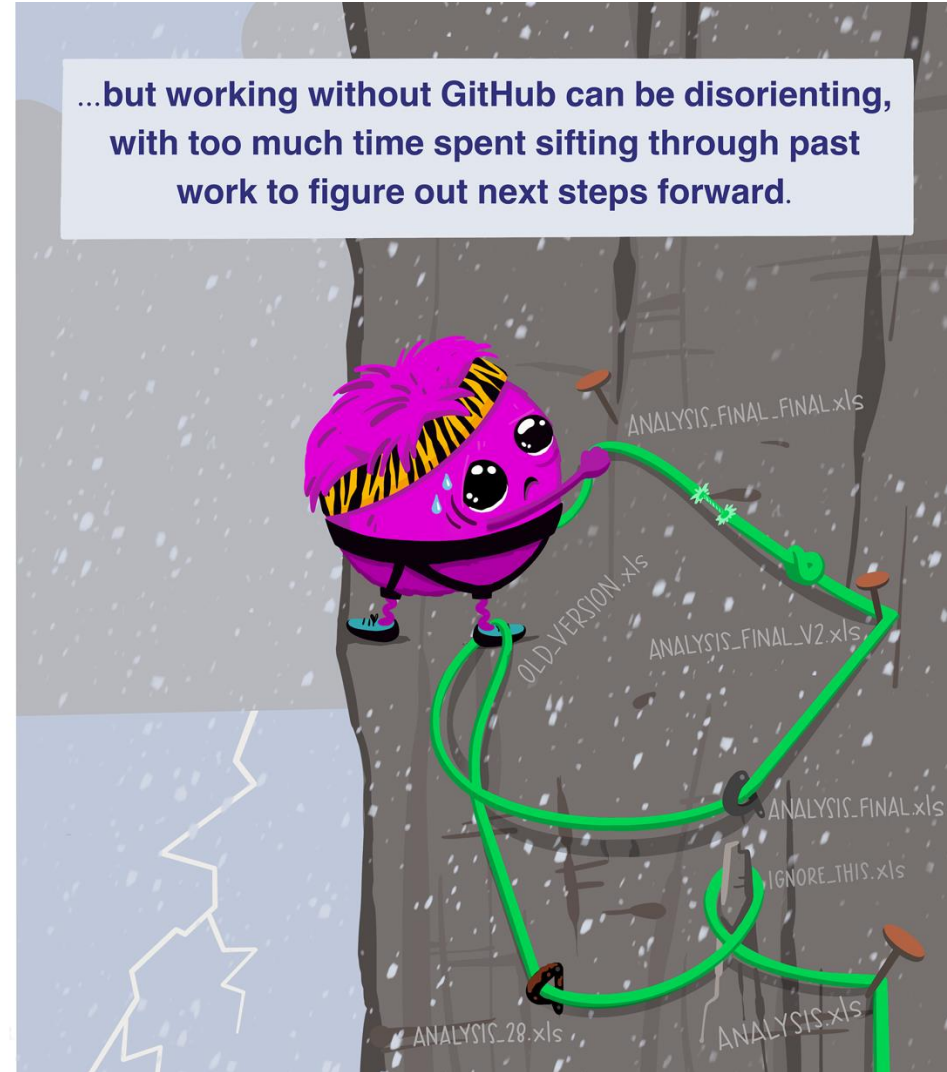 ...but working without GitHub can be disorienting,
with too much time spent sifting through past
work to figure out next steps forward.
ANALYSIS_FINAL_FINAL.xls
OLD_VERSION.xls
ANALYSIS_FINAL_V2.xls
ANALYSIS_FINAL.xls
IGNORE_THIS.xls
ANALYSIS_28.xls
ANALYSIS.xls